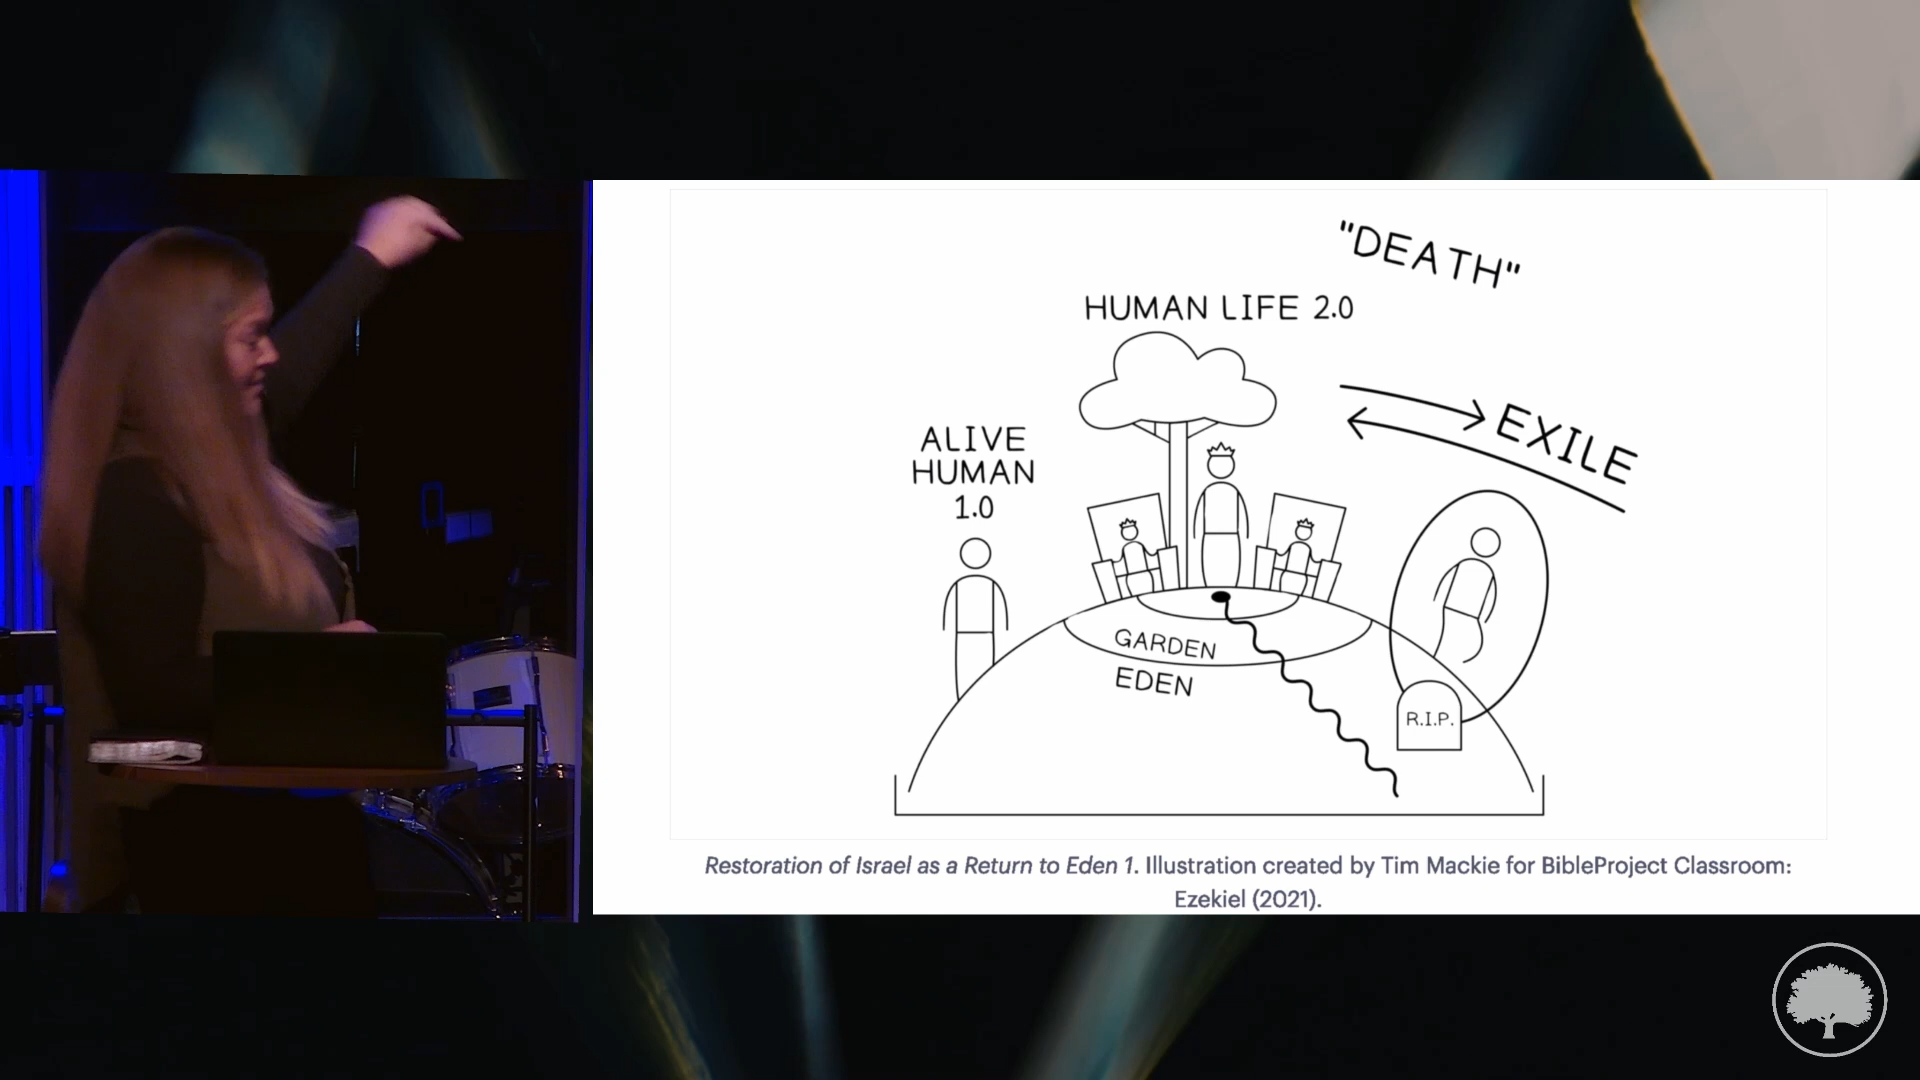 "DEATH"
HUMAN LIFE 2.0
ALIVE
HUMAN
1.0
EXILE
GARDEN
EDEN
R.I.P.
Restoration of Israel as a Return to Eden 1. Illustration created by Tim Mackie for BibleProject Classroom:
Ezekiel (2021).